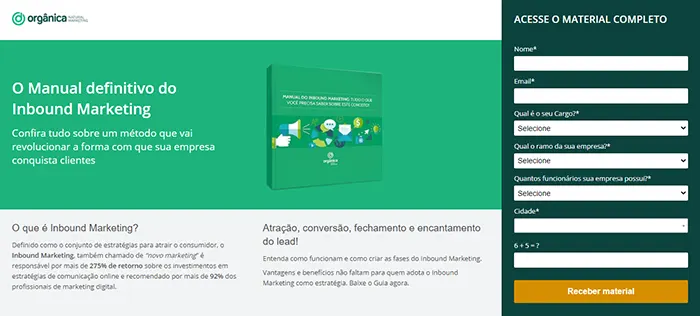 orgânica NATURAL MARKETING
O Manual definitivo do
Inbound Marketing
Confira tudo sobre um método que vai
revolucionar a forma com que sua empresa
conquista clientes
MANUAL DO INBOUND MARKETING: TUDO O QUE
VOCÊ PRECISA SABER SOBRE ESTE CONCEITO!
orgânica
O que é Inbound Marketing?
Definido como o conjunto de estratégias para atrair o consumidor, o
Inbound Marketing, também chamado de "novo marketing" é
responsável por mais de 275% de retorno sobre os investimentos em
estratégias de comunicação online e recomendado por mais de 92% dos
profissionais de marketing digital.
Atração, conversão, fechamento e encantamento
do lead!
Entenda como funcionam e como criar as fases do Inbound Marketing.
Vantagens e benefícios não faltam para quem adota o Inbound
Marketing como estratégia. Baixe o Guia agora.
ACESSE O MATERIAL COMPLETO
Nome*
Email*
Qual é o seu Cargo?*
Selecione
Qual o ramo da sua empresa?*
Selecione
Quantos funcionários sua empresa possui?*
Selecione
Cidade*
6 + 5 = ?
Receber material